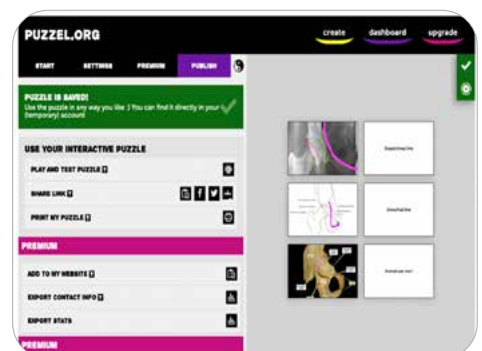 PUZZEL.ORG
create dashboard upgrade
START SETTINGS PREMIUM PUBLISH
PUZZLE IS SAVED!
Use the puzzle in any way you like :) You can find it directly in your
(temporary) account
USE YOUR INTERACTIVE PUZZLE
PLAY AND TEST PUZZLE
SHARE LINK
PRINT MY PUZZLE
PREMIUM
ADD TO MY WEBSITE
EXPORT CONTACT INFO
EXPORT STATS
PREMIUM